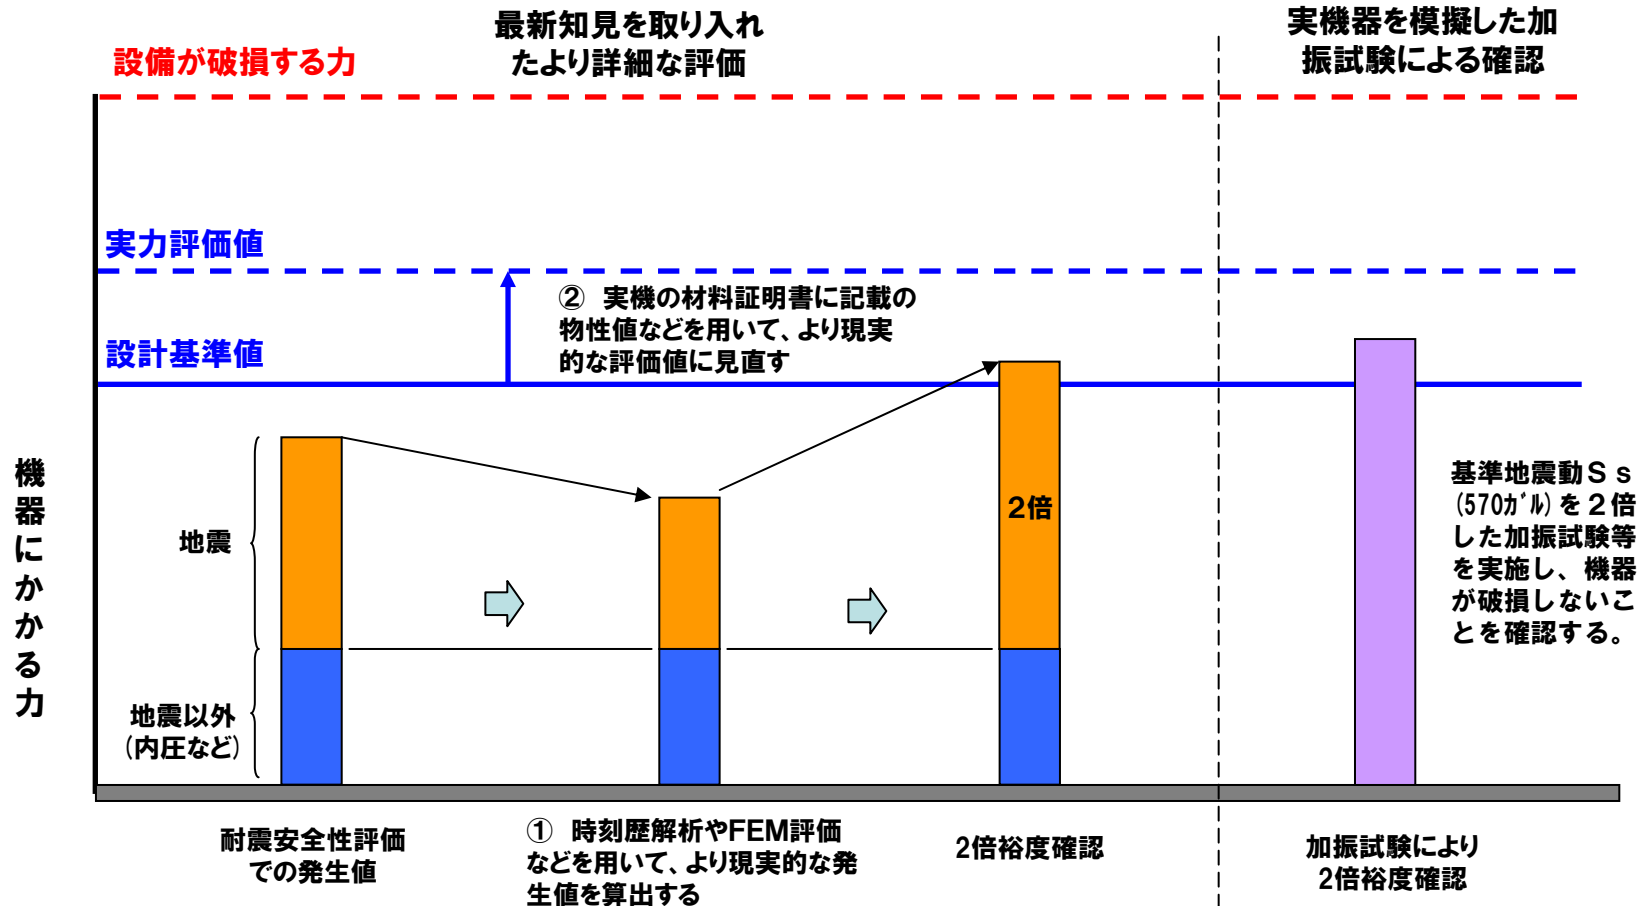 最新知見を取り入れ
たより詳細な評価
実機器を模擬した加
振試験による確認
設備が破損する力
実力評価値
② 実機の材料証明書に記載の
物性値などを用いて、より現実
的な評価値に見直す
設計基準値
機器にかかる力
地震
2倍
基準地震動Ｓｓ
(570ｶﾞﾙ)を２倍
した加振試験等
を実施し、機器
が破損しないこ
とを確認する。
地震以外
(内圧など)
耐震安全性評価
での発生値
① 時刻歴解析やFEM評価
などを用いて、より現実的な発
生値を算出する
2倍裕度確認
加振試験により
2倍裕度確認